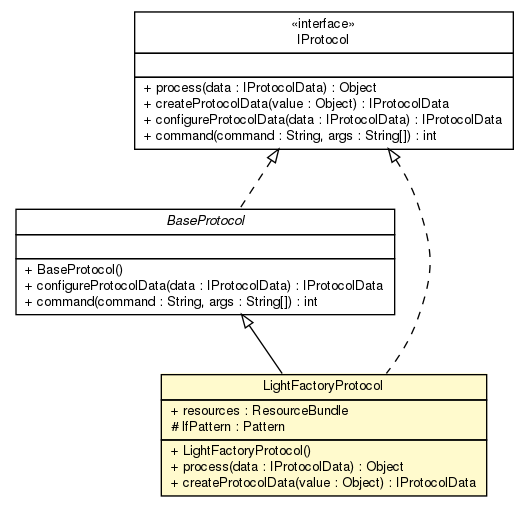 «interface»
IProtocol
+ process(data : IProtocolData) : Object
+ createProtocolData(value : Object) : IProtocolData
+ configureProtocolData(data : IProtocolData) : IProtocolData
+ command(command : String, args : String[]) : int
BaseProtocol
+ BaseProtocol()
+ configureProtocolData(data : IProtocolData) : IProtocolData
+ command(command : String, args : String[]) : int
LightFactoryProtocol
+ resources : ResourceBundle
# lfPattern : Pattern
+ LightFactoryProtocol()
+ process(data : IProtocolData) : Object
+ createProtocolData(value : Object) : IProtocolData